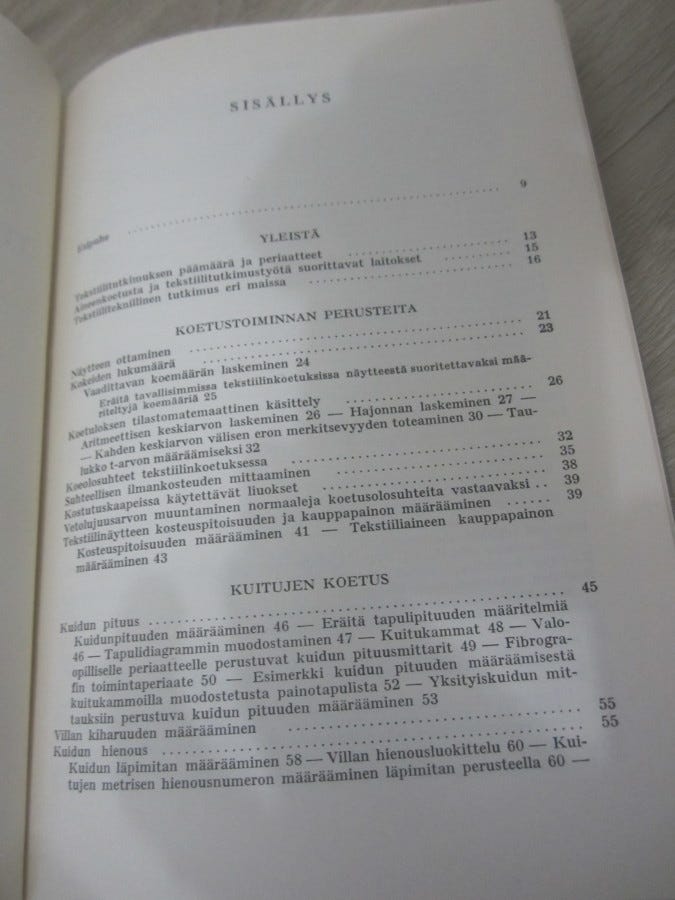 SISÄLLYS
Esipuhe ........ 9
YLEISTÄ
Tekstiilitutkimuksen päämäärä ja periaatteet ........ 13
Aineenkoetusta ja tekstiilitutkimustyötä suorittavat laitokset ........ 15
Tekstiiliteknillinen tutkimus eri maissa ........ 16
KOETUSTOIMINNAN PERUSTEITA
Näytteen ottaminen ........ 21
Kokeiden lukumäärä ........ 23
Vaadittavan koemäärän laskeminen 24
Eräitä tavallisimmissa tekstiilinkoetuksissa näytteestä suoritettavaksi mää-
riteltyjä koemääriä 25
Koetuloksen tilastomatemaattinen käsittely ........ 26
Aritmeettisen keskiarvon laskeminen 26 — Hajonnan laskeminen 27 —
— Kahden keskiarvon välisen eron merkitsevyyden toteaminen 30 — Tau-
lukko t-arvon määräämiseksi 32
Koeolosuhteet tekstiilinkoetuksessa ........ 32
Suhteellisen ilmankosteuden mittaaminen ........ 35
Kostutuskaapeissa käytettävät liuokset ........ 38
Vetolujuusarvon muuntaminen normaaleja koetusolosuhteita vastaavaksi .. 39
Tekstiilinäytteen kosteuspitoisuuden ja kauppapainon määrääminen ...... 39
Kosteuspitoisuuden määrääminen 41 — Tekstiiliaineen kauppapainon
määrääminen 43
KUITUJEN KOETUS
Kuidun pituus ........ 45
Kuidunpituuden määrääminen 46 — Eräitä tapulipituuden määritelmiä
46 — Tapulidiagrammin muodostaminen 47 — Kuitukammat 48 — Valo-
opilliselle periaatteelle perustuvat kuidun pituusmittarit 49 — Fibrogra-
fin toimintaperiaate 50 — Esimerkki kuidun pituuden määräämisestä
kuitukammoilla muodostetusta painotapulista 52 — Yksityiskuidun mit-
tauksiin perustuva kuidun pituuden määrääminen 53
Villan kiharuuden määrääminen ........ 55
Kuidun hienous ........ 55
Kuidun läpimitan määrääminen 58 — Villan hienousluokittelu 60 — Kui-
tujen metrisen hienousnumeron määrääminen läpimitan perusteella 60 —